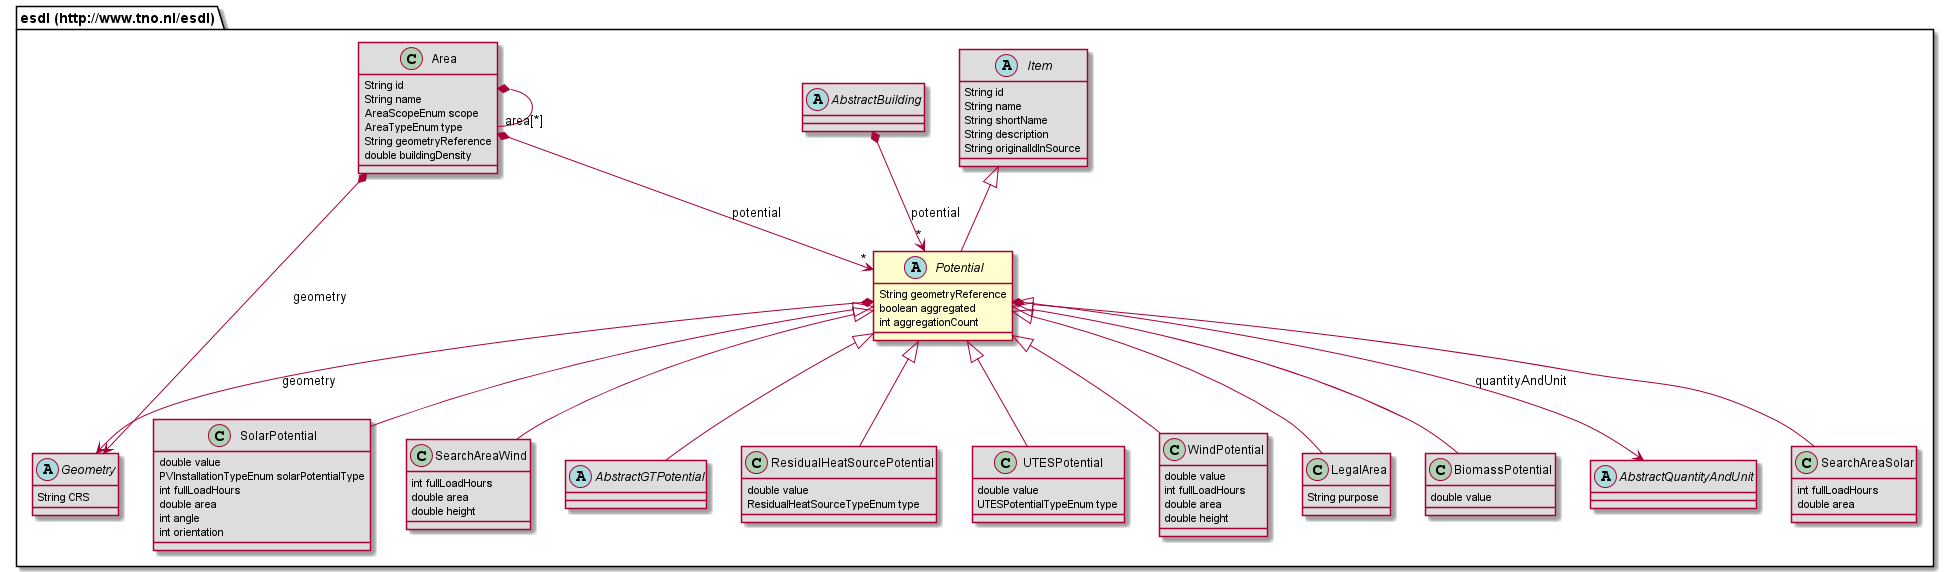 esdl (http://www.tno.nl/esdl)
C Area
String id
String name
AreaScopeEnum scope
AreaTypeEnum type
String geometryReference
double buildingDensity
area[*]
A AbstractBuilding
A Item
String id
String name
String shortName
String description
String originalIdInSource
potential
potential
*
*
A Potential
String geometryReference
boolean aggregated
int aggregationCount
geometry
geometry
quantityAndUnit
A Geometry
String CRS
C SolarPotential
double value
PVInstallationTypeEnum solarPotentialType
int fullLoadHours
double area
int angle
int orientation
C SearchAreaWind
int fullLoadHours
double area
double height
A AbstractGTPotential
C ResidualHeatSourcePotential
double value
ResidualHeatSourceTypeEnum type
C UTESPotential
double value
UTESPotentialTypeEnum type
C WindPotential
double value
int fullLoadHours
double area
double height
C LegalArea
String purpose
C BiomassPotential
double value
A AbstractQuantityAndUnit
C SearchAreaSolar
int fullLoadHours
double area